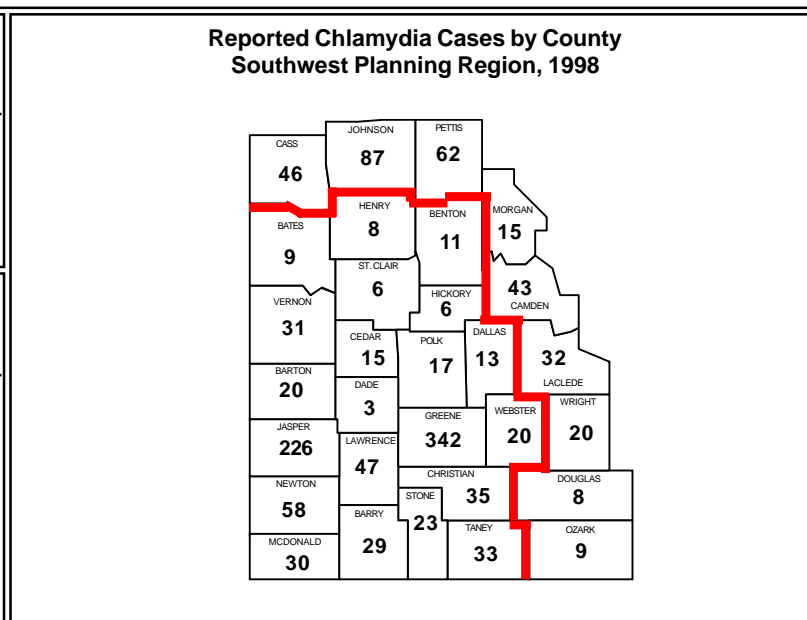 Reported Chlamydia Cases by County
Southwest Planning Region, 1998
JOHNSON
87
PETTIS
62
CASS
46
HENRY
8
BENTON
11
MORGAN
15
BATES
9
ST. CLAIR
6
HICKORY
6
43
CAMDEN
VERNON
31
CEDAR
15
POLK
17
DALLAS
13
32
LACLEDE
BARTON
20
DADE
3
GREENE
342
WEBSTER
20
WRIGHT
20
JASPER
226
LAWRENCE
47
CHRISTIAN
35
DOUGLAS
8
NEWTON
58
STONE
23
BARRY
29
TANEY
33
OZARK
9
MCDONALD
30